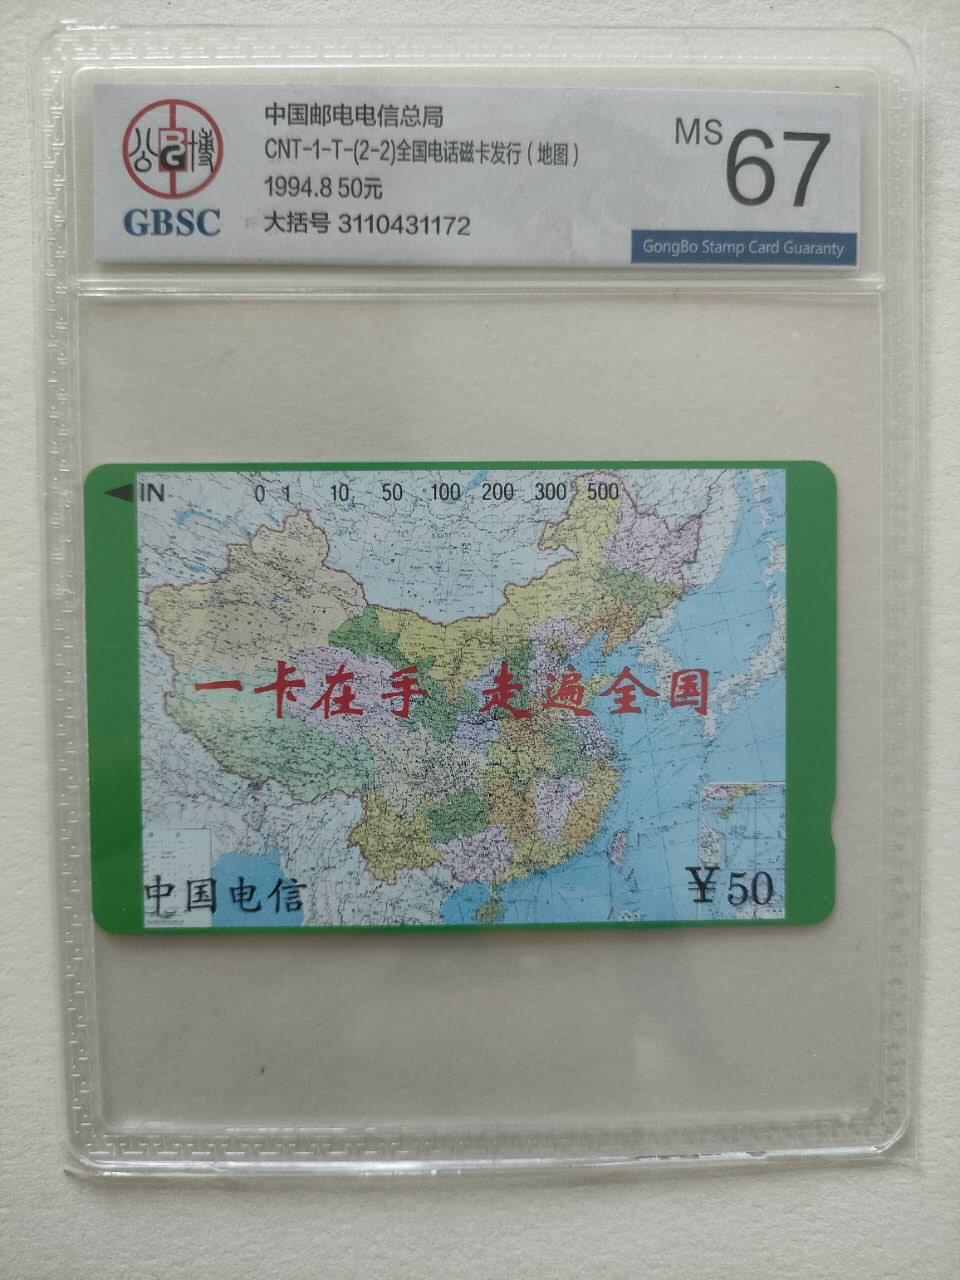 公博
BG
GBSC
中国邮电电信总局
CNT-1-T-(2-2)全国电话磁卡发行(地图)
1994.8 50元
大括号 3110431172
MS 67
GongBo Stamp Card Guaranty
IN 0 1 10 50 100 200 300 500
一卡在手 走遍全国
中国电信
¥50